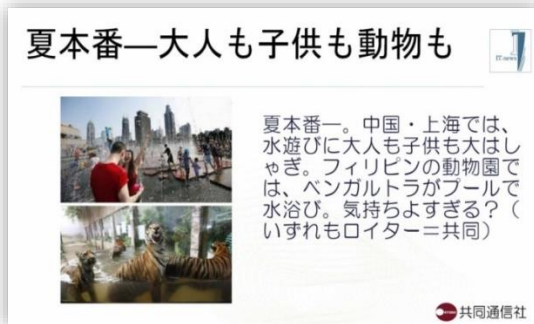 夏本番―大人も子供も動物も
IT news
夏本番―。中国・上海では、
水遊びに大人も子供も大はし
ゃぎ。フィリピンの動物園で
は、ベンガルトラがプールで
水浴び。気持ちよすぎる？（
いずれもロイター＝共同）
共同通信社